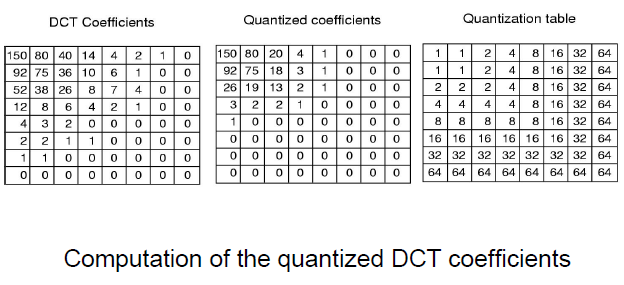 DCT Coefficients
Quantized coefficients
Quantization table
150 80 40 14 4 2 1 0
92 75 36 10 6 1 0 0
52 38 26 8 7 4 0 0
12 8 6 4 2 1 0 0
4 3 2 0 0 0 0 0
2 2 1 1 0 0 0 0
1 1 0 0 0 0 0 0
0 0 0 0 0 0 0 0
150 80 20 4 1 0 0 0
92 75 18 3 1 0 0 0
26 19 13 2 1 0 0 0
3 2 2 1 0 0 0 0
1 0 0 0 0 0 0 0
0 0 0 0 0 0 0 0
0 0 0 0 0 0 0 0
0 0 0 0 0 0 0 0
1 1 2 4 8 16 32 64
1 1 2 4 8 16 32 64
2 2 2 4 8 16 32 64
4 4 4 4 8 16 32 64
8 8 8 8 8 16 32 64
16 16 16 16 16 16 32 64
32 32 32 32 32 32 32 64
64 64 64 64 64 64 64 64
Computation of the quantized DCT coefficients